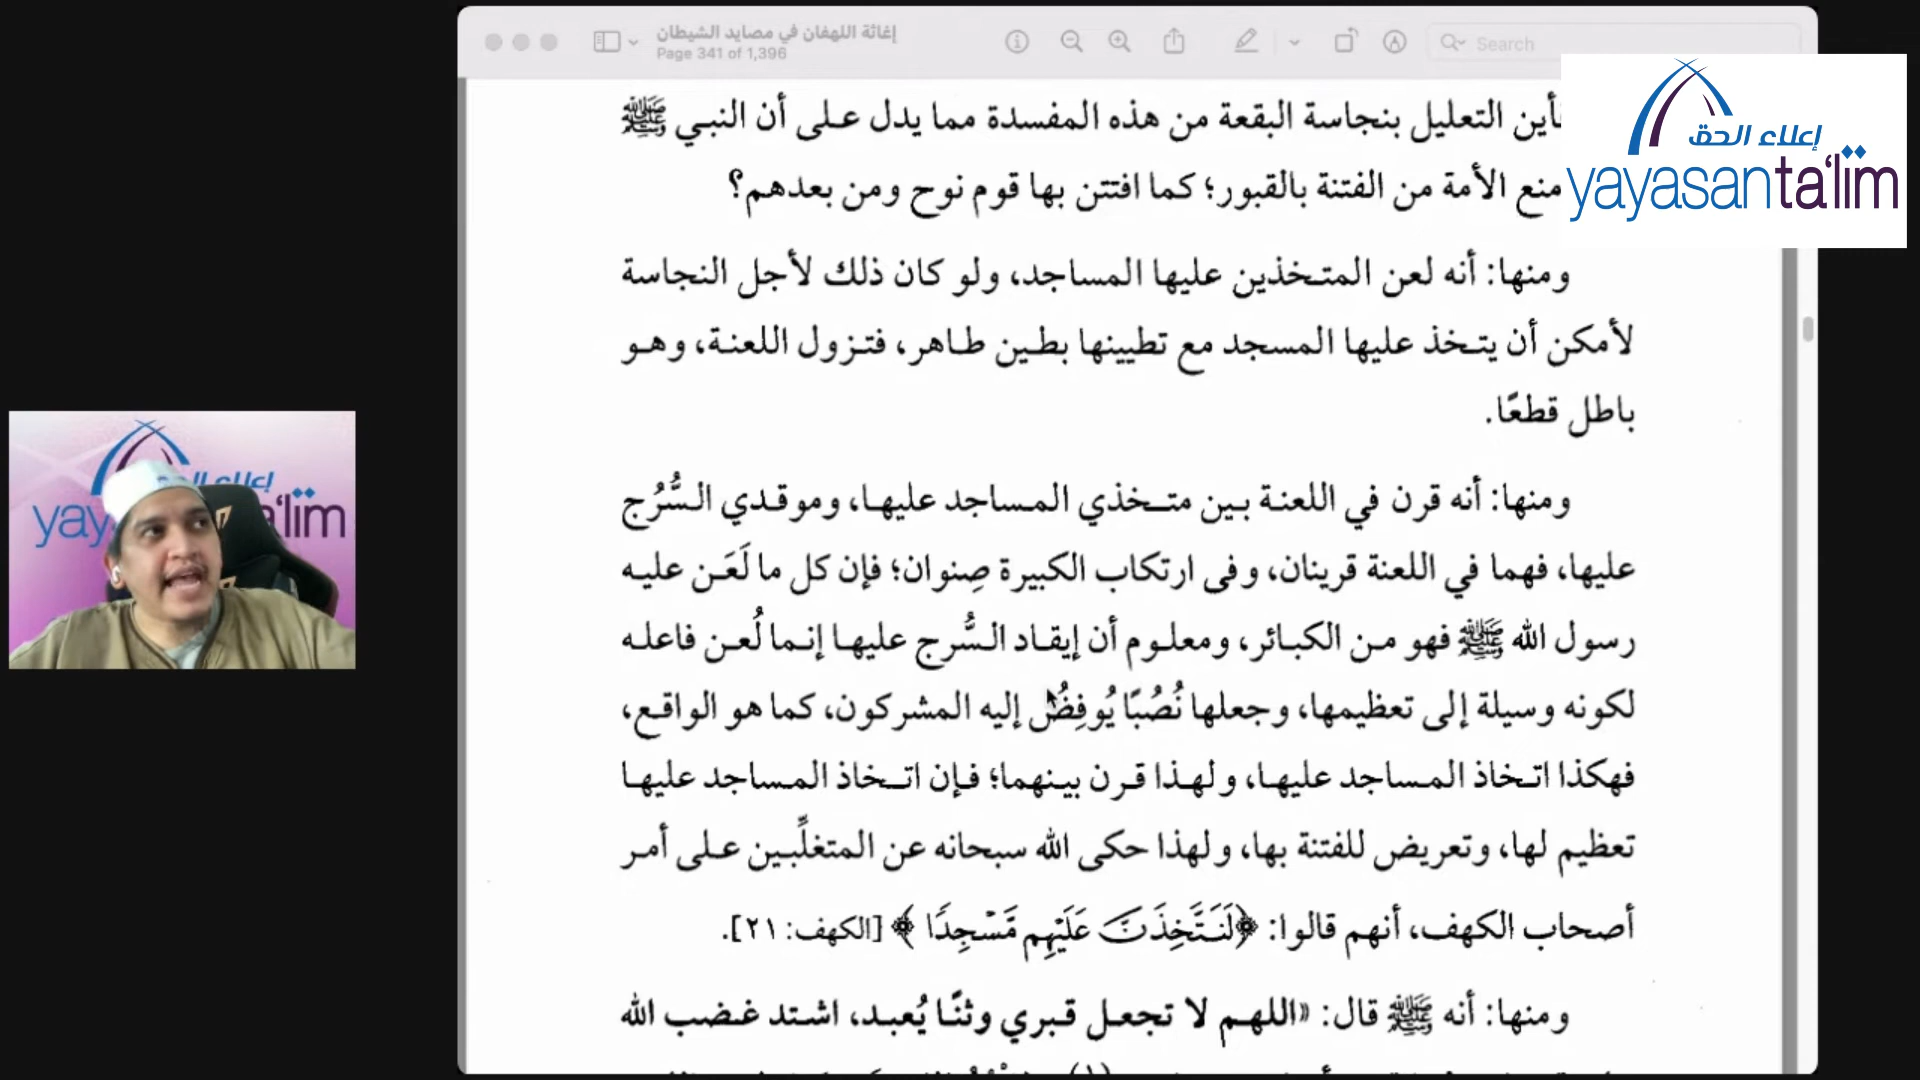 إغاثة اللهفان في مصايد الشيطان
Page 341 of 1,396
Search
إعلاء الحق
yayasanta'lim
فأين التعليل بنجاسة البقعة من هذه المفسدة مما يدل على أن النبي ﷺ
منع الأمة من الفتنة بالقبور؛ كما افتتن بها قوم نوح ومن بعدهم؟
ومنها: أنه لعن المتخذين عليها المساجد، ولو كان ذلك لأجل النجاسة
لأمكن أن يتخذ عليها المسجد مع تطيينها بطين طاهر، فتزول اللعنة، وهو
باطل قطعًا.
ومنها: أنه قرن في اللعنة بين متخذي المساجد عليها، وموقدي السُّرُج
عليها، فهما في اللعنة قرينان، وفى ارتكاب الكبيرة صِنوان؛ فإن كل ما لَعَن عليه
رسول الله ﷺ فهو من الكبائر، ومعلوم أن إيقاد السُّرج عليها إنما لُعن فاعله
لكونه وسيلة إلى تعظيمها، وجعلها نُصُبًا يُوفِضُ إليه المشركون، كما هو الواقع،
فهكذا اتخاذ المساجد عليها، ولهذا قرن بينهما؛ فإن اتخاذ المساجد عليها
تعظيم لها، وتعريض للفتنة بها، ولهذا حكى الله سبحانه عن المتغلِّبين على أمر
أصحاب الكهف، أنهم قالوا: ﴿لَنَتَّخِذَنَّ عَلَيْهِم مَّسْجِدًا﴾ [الكهف: ٢١].
ومنها: أنه ﷺ قال: «اللهم لا تجعل قبري وثنًا يُعبد، اشتد غضب الله